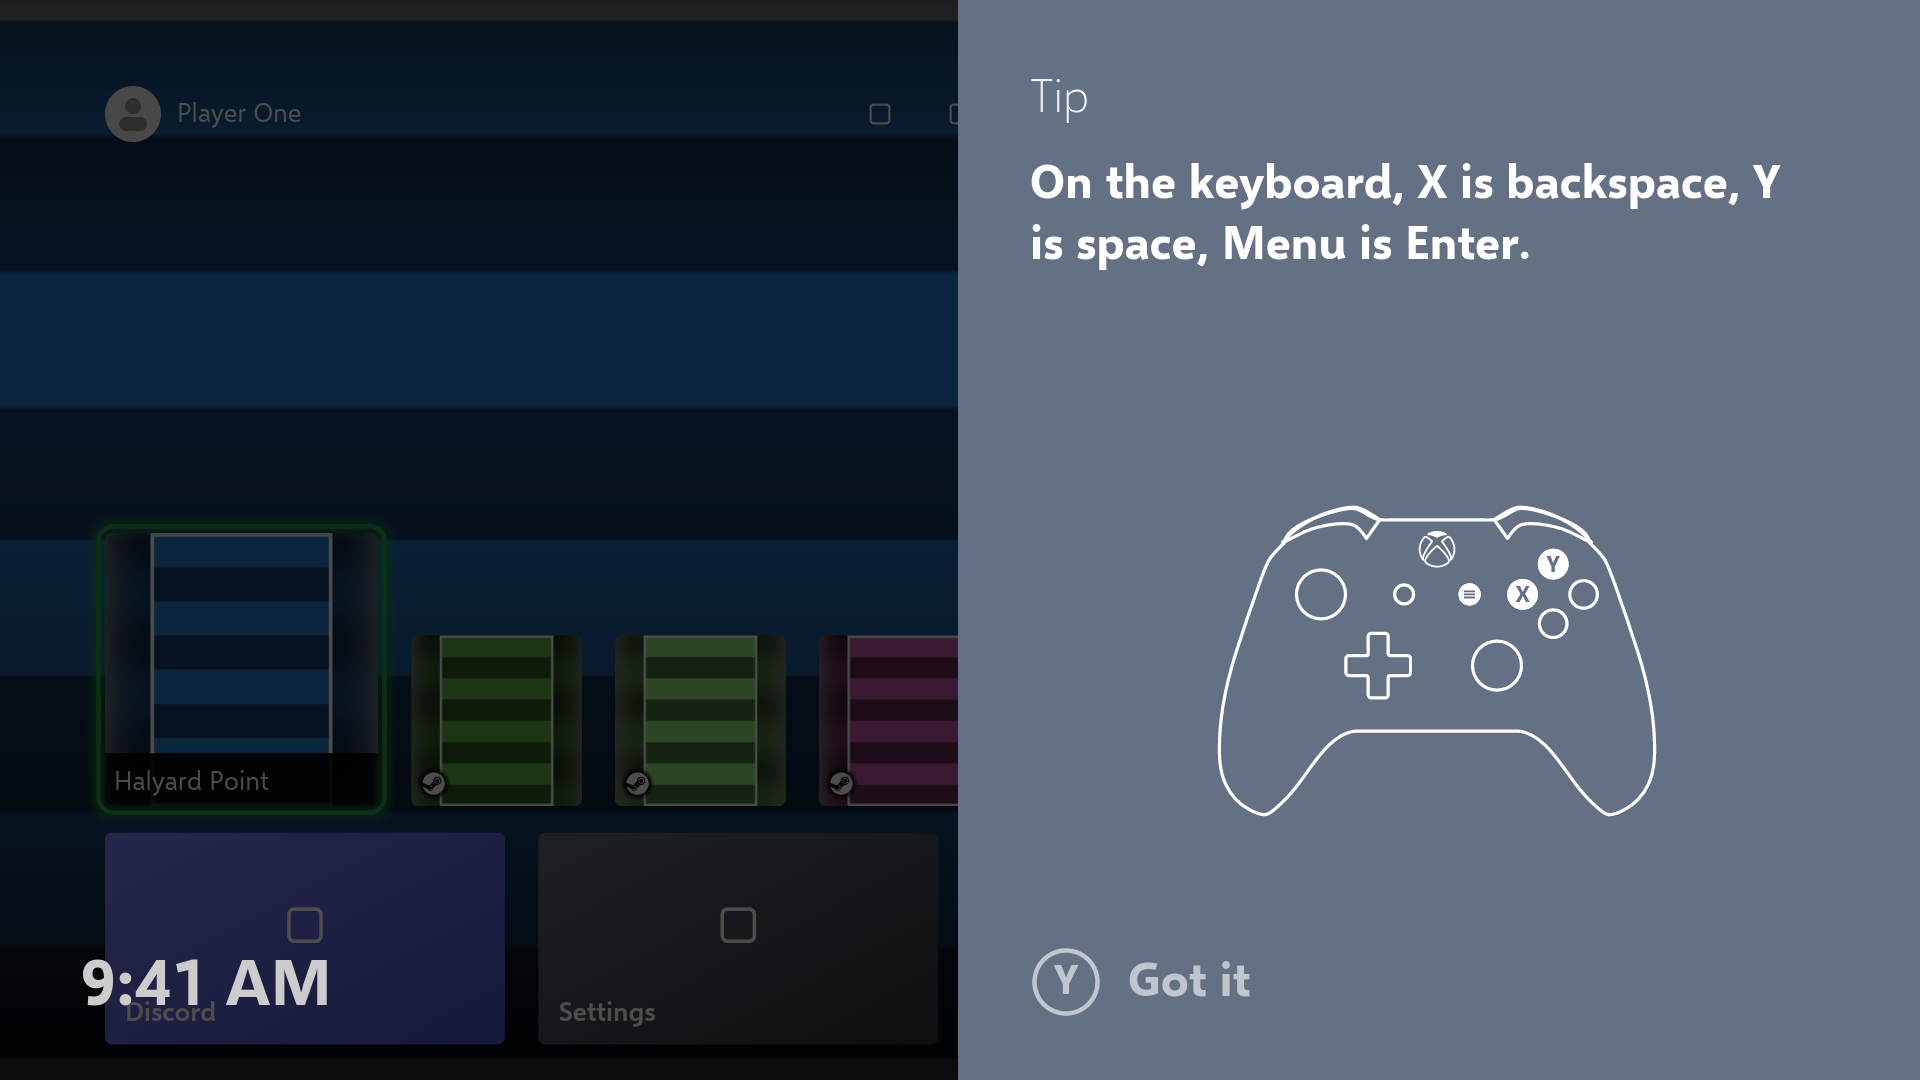 Player One
Halyard Point
Discord
Settings
9:41 AM
Tip
On the keyboard, X is backspace, Y
is space, Menu is Enter.
Y
X
Y Got it